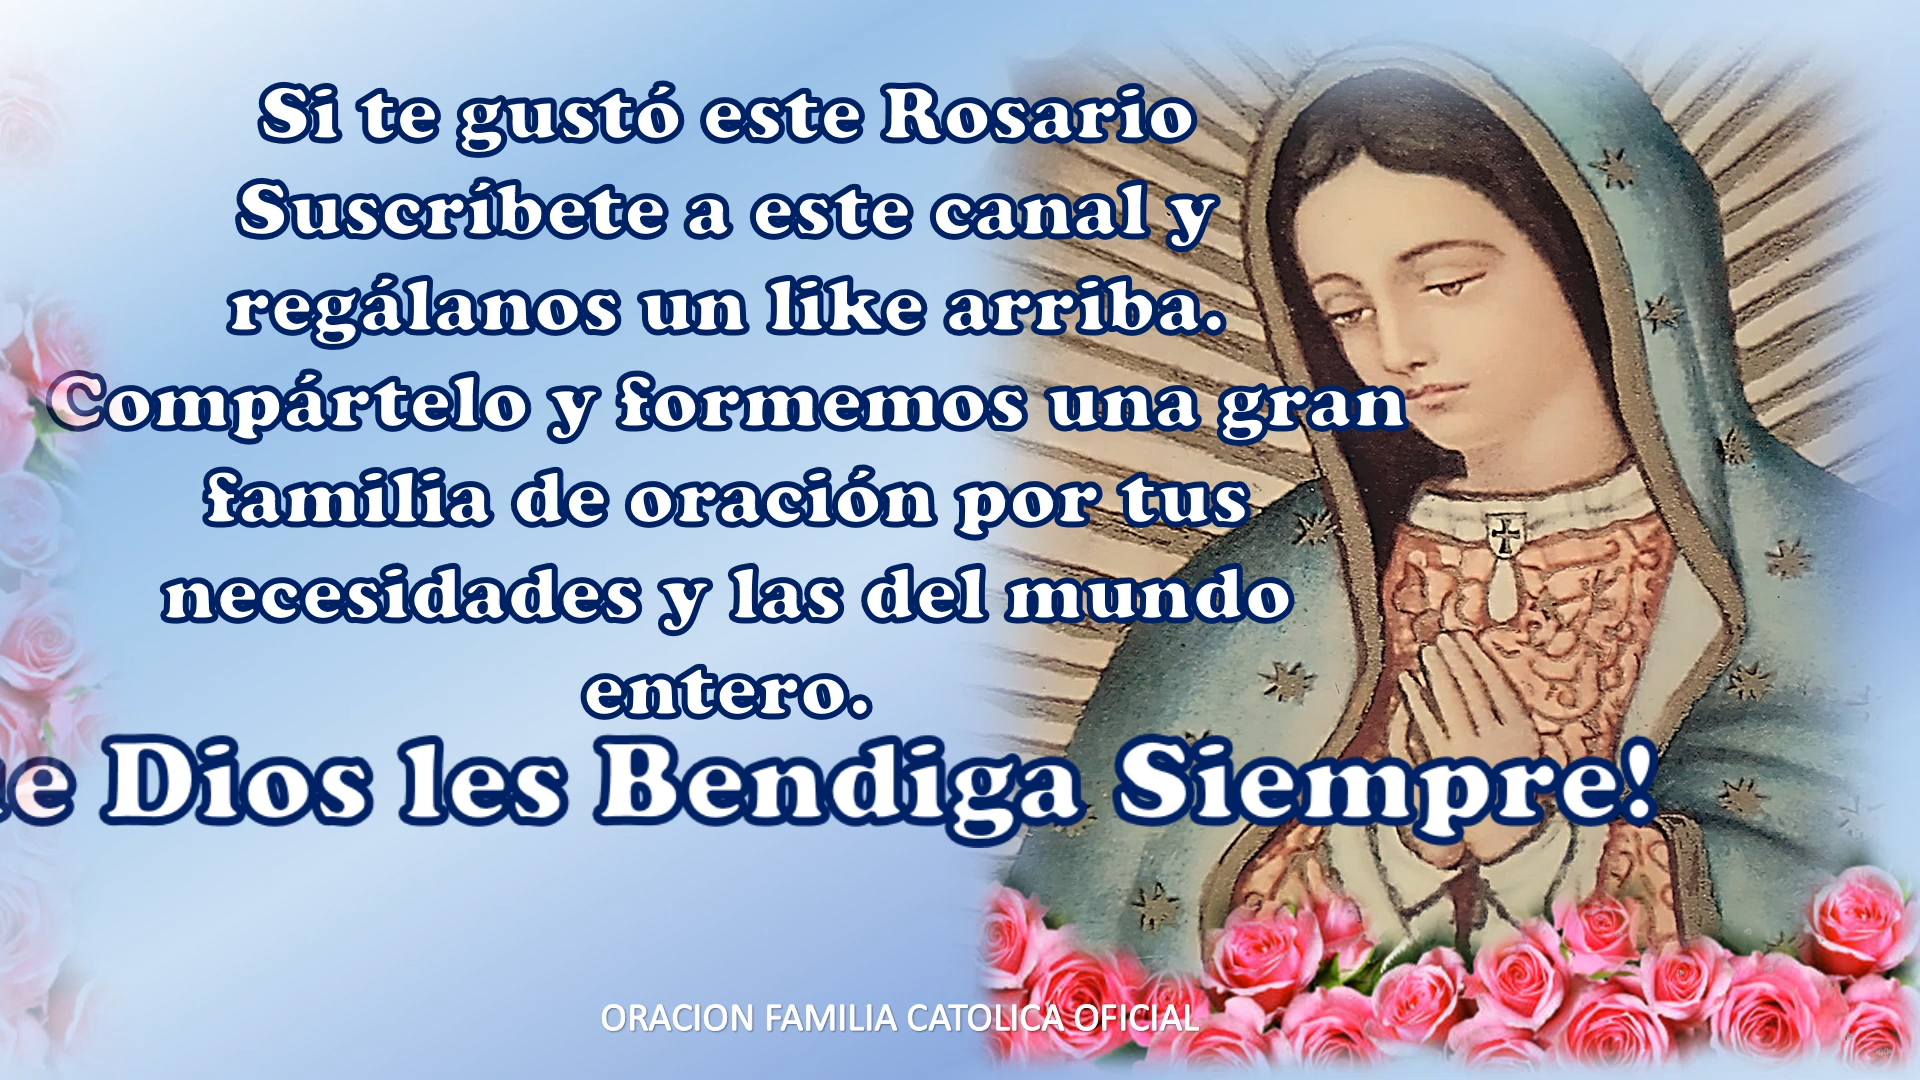 Si te gustó este Rosario
Suscríbete a este canal y
regálanos un like arriba.
Compártelo y formemos una gran
familia de oración por tus
necesidades y las del mundo
entero.
Dios les Bendiga Siempre!
ORACION FAMILIA CATOLICA OFICIAL